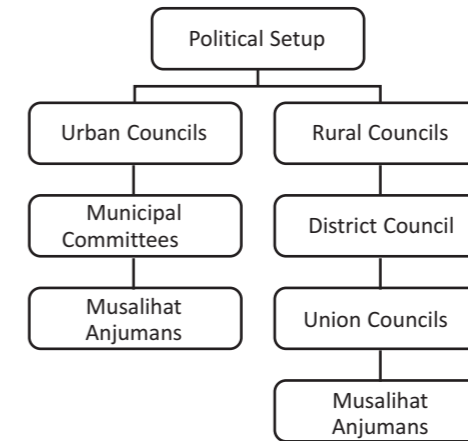 Political Setup
Urban Councils
Rural Councils
Municipal
Committees
District Council
Musalihat
Anjumans
Union Councils
Musalihat
Anjumans